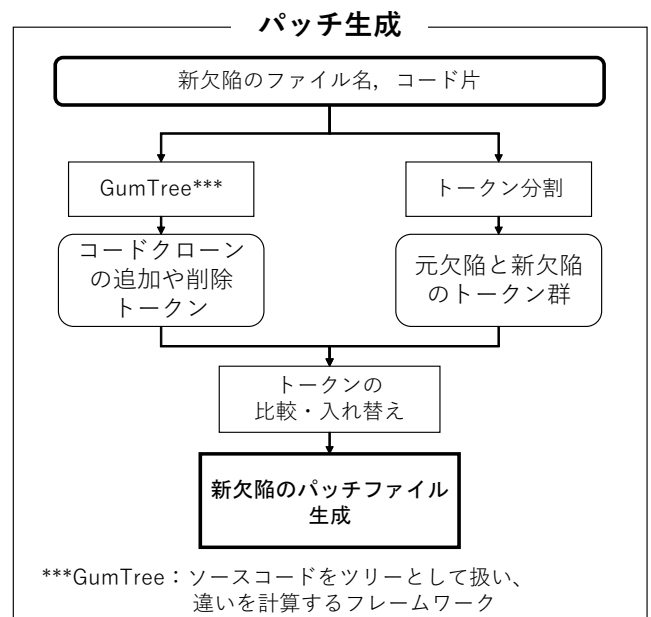 パッチ生成
新欠陥のファイル名，コード片
GumTree***
トークン分割
コードクローン
の追加や削除
トークン
元欠陥と新欠陥
のトークン群
トークンの
比較・入れ替え
新欠陥のパッチファイル
生成
***GumTree：ソースコードをツリーとして扱い、
違いを計算するフレームワーク